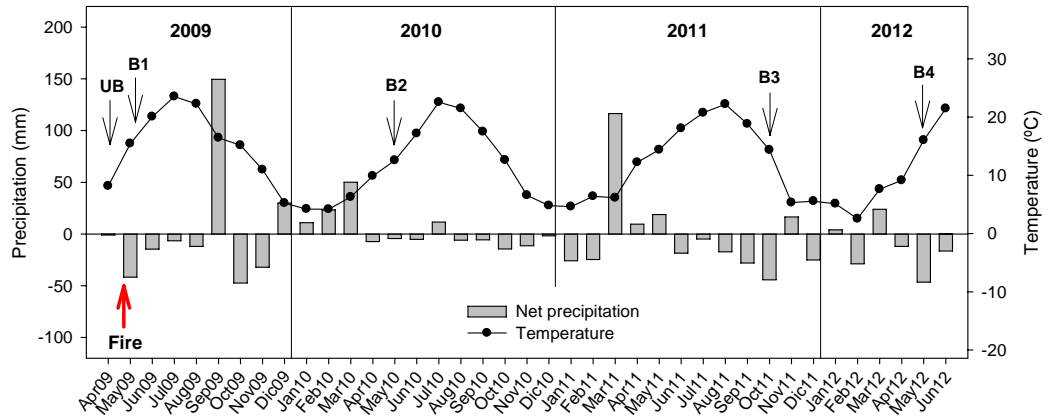 2009
2010
2011
2012
UB
B1
B2
B3
B4
Fire
Precipitation (mm)
200
150
100
50
0
-50
-100
Temperature (ºC)
30
20
10
0
-10
-20
Net precipitation
Temperature
Apr09
May09
Jun09
Jul09
Aug09
Sep09
Oct09
Nov09
Dic09
Jan10
Feb10
Mar10
Apr10
May10
Jun10
Jul10
Aug10
Sep10
Oct10
Nov10
Dic10
Jan11
Feb11
Mar11
Apr11
May11
Jun11
Jul11
Aug11
Sep11
Oct11
Nov11
Dic11
Jan12
Feb12
Mar12
Apr12
May12
Jun12